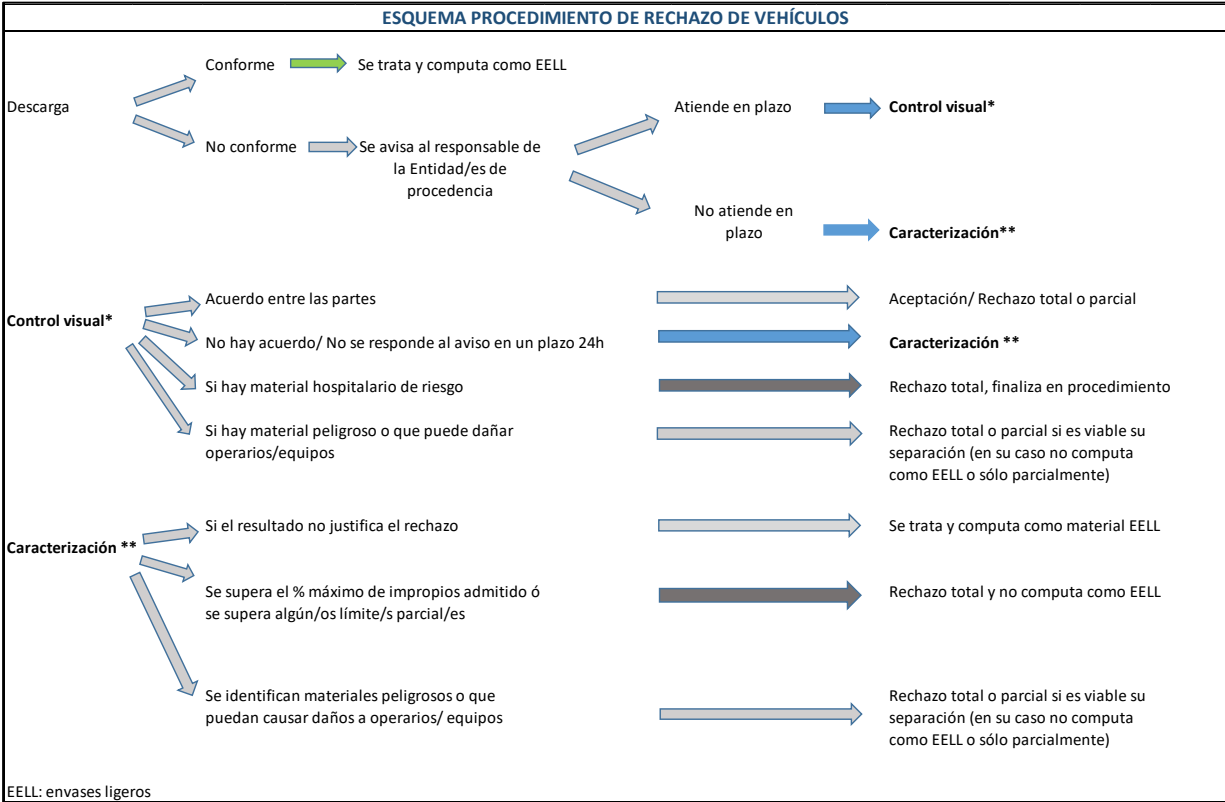 ESQUEMA PROCEDIMIENTO DE RECHAZO DE VEHÍCULOS
Conforme
Se trata y computa como EELL
Descarga
Atiende en plazo
Control visual*
No conforme
Se avisa al responsable de
la Entidad/es de
procedencia
No atiende en
plazo
Caracterización**
Control visual*
Acuerdo entre las partes
Aceptación/ Rechazo total o parcial
No hay acuerdo/ No se responde al aviso en un plazo 24h
Caracterización **
Si hay material hospitalario de riesgo
Rechazo total, finaliza en procedimiento
Si hay material peligroso o que puede dañar
operarios/equipos
Rechazo total o parcial si es viable su
separación (en su caso no computa
como EELL o sólo parcialmente)
Caracterización **
Si el resultado no justifica el rechazo
Se trata y computa como material EELL
Se supera el % máximo de impropios admitido ó
se supera algún/os límite/s parcial/es
Rechazo total y no computa como EELL
Se identifican materiales peligrosos o que
puedan causar daños a operarios/ equipos
Rechazo total o parcial si es viable su
separación (en su caso no computa
como EELL o sólo parcialmente)
EELL: envases ligeros